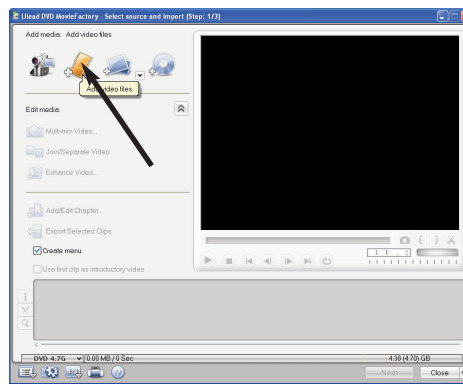 Ulead DVD MovieFactory - Select source and import (Step: 1/3)
Add media: Add video files
Add video files
Edit media:
Multi-trim Video...
Join/Separate Video
Enhance Video...
Add/Edit Chapter...
Export Selected Clips
Create menu
Use first clip as introductory video
DVD 4.7G 0.00 MB / 0 Sec 4.38 (4.70) GB
Next> Close